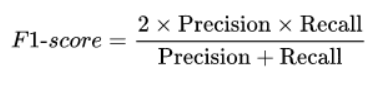 F1-score = 2 × Precision × Recall
Precision + Recall